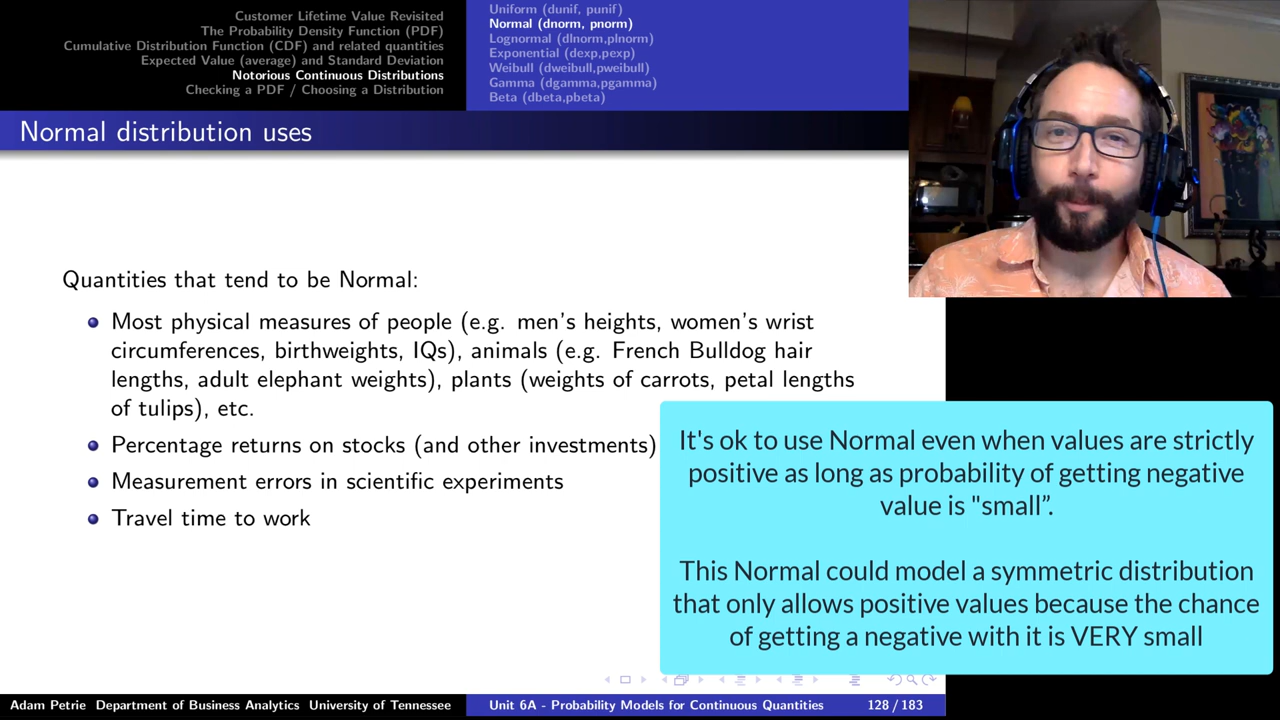 Customer Lifetime Value Revisited
The Probability Density Function (PDF)
Cumulative Distribution Function (CDF) and related quantities
Expected Value (average) and Standard Deviation
Notorious Continuous Distributions
Checking a PDF / Choosing a Distribution
Uniform (dunif, punif)
Normal (dnorm, pnorm)
Lognormal (dlnorm,plnorm)
Exponential (dexp,pexp)
Weibull (dweibull,pweibull)
Gamma (dgamma,pgamma)
Beta (dbeta,pbeta)
Normal distribution uses
Quantities that tend to be Normal:
Most physical measures of people (e.g. men's heights, women's wrist
circumferences, birthweights, IQs), animals (e.g. French Bulldog hair
lengths, adult elephant weights), plants (weights of carrots, petal lengths
of tulips), etc.
Percentage returns on stocks (and other investments)
Measurement errors in scientific experiments
Travel time to work
It's ok to use Normal even when values are strictly
positive as long as probability of getting negative
value is "small”.
This Normal could model a symmetric distribution
that only allows positive values because the chance
of getting a negative with it is VERY small
Adam Petrie Department of Business Analytics University of Tennessee
Unit 6A - Probability Models for Continuous Quantities
128 / 183